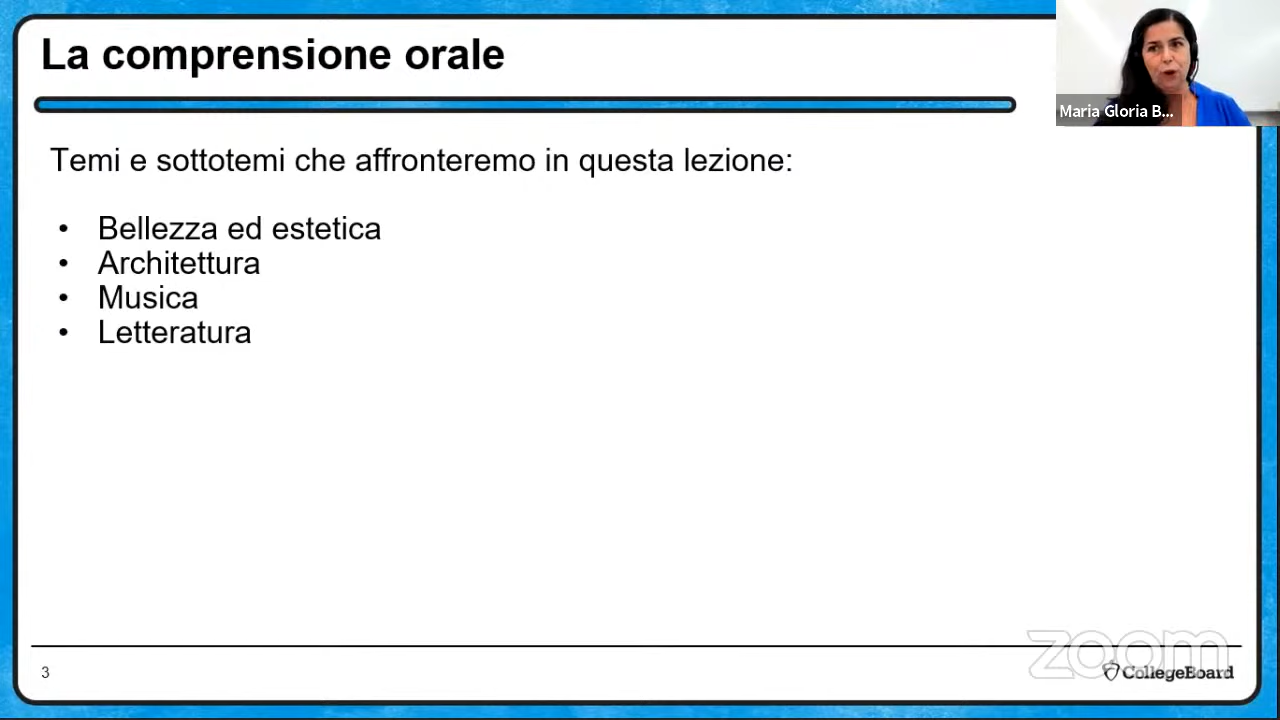 La comprensione orale
Maria Gloria B...
Temi e sottotemi che affronteremo in questa lezione:
• Bellezza ed estetica
• Architettura
• Musica
• Letteratura
zoom
3
CollegeBoard